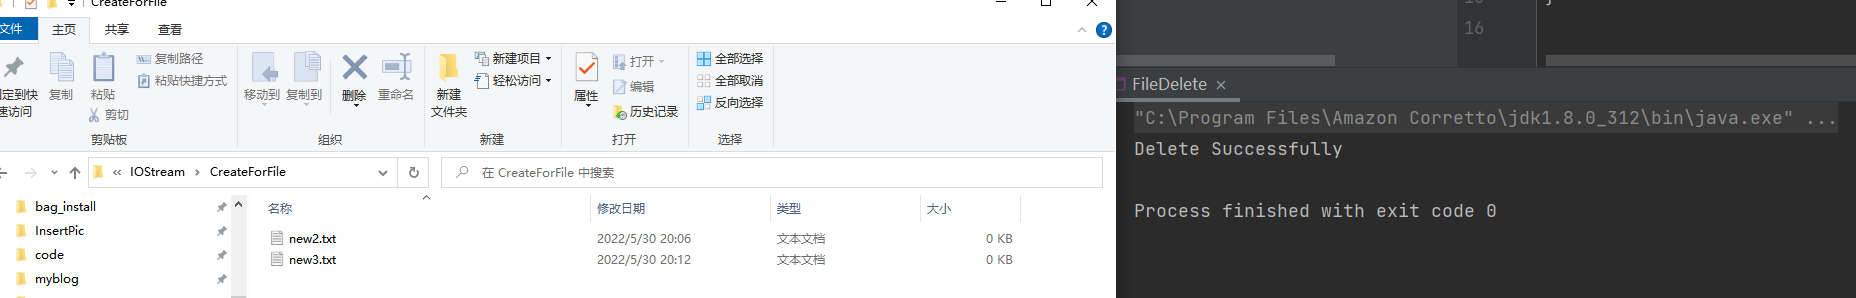 CreateForFile
文件 主页 共享 查看
复制 粘贴 复制路径 粘贴快捷方式 剪切
固定到快速访问
剪贴板
移动到 复制到 删除 重命名
组织
新建文件夹 新建项目 轻松访问
新建
属性 打开 编辑 历史记录
打开
全部选择
全部取消
反向选择
选择
« IOStream › CreateForFile
在 CreateForFile 中搜索
bag_install
InsertPic
code
myblog
名称 修改日期 类型 大小
new2.txt 2022/5/30 20:06 文本文档 0 KB
new3.txt 2022/5/30 20:12 文本文档 0 KB
16
FileDelete ×
"C:\Program Files\Amazon Corretto\jdk1.8.0_312\bin\java.exe" ...
Delete Successfully
Process finished with exit code 0